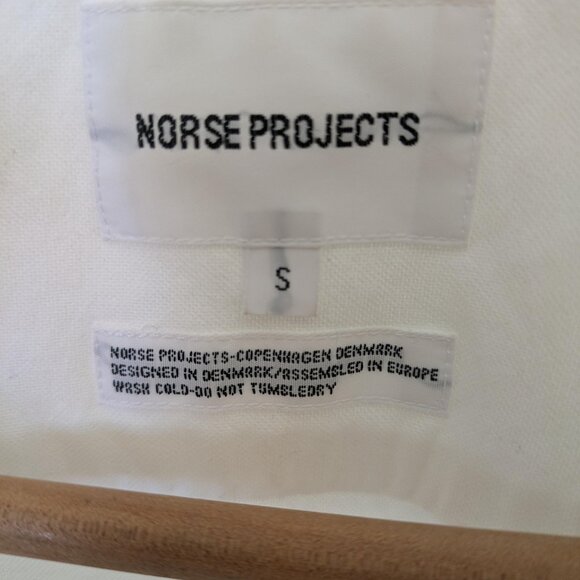 NORSE PROJECTS
S
NORSE PROJECTS-COPENHAGEN DENMARK
DESIGNED IN DENMARK/ASSEMBLED IN EUROPE
WASH COLD-DO NOT TUMBLEDRY